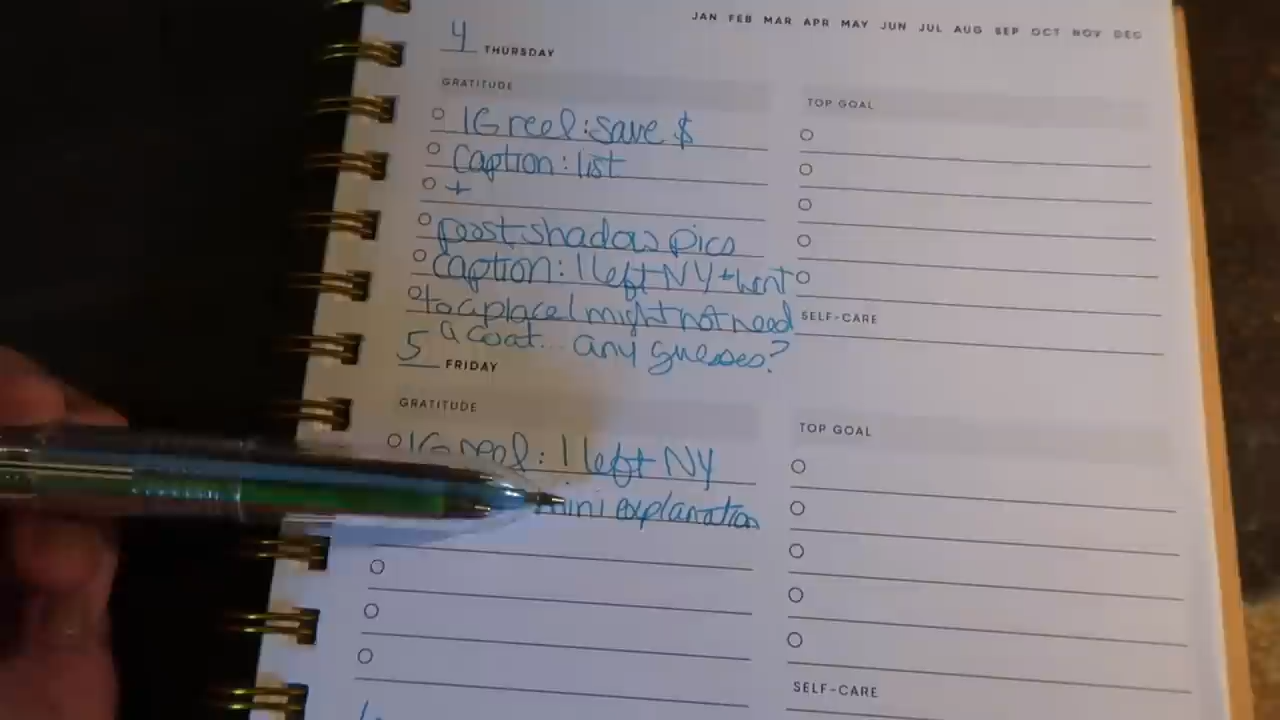 JAN FEB MAR APR MAY JUN JUL AUG SEP OCT NOV DEC
4 THURSDAY
GRATITUDE
IG reel: save $
Caption: list
+
post shadow pics
caption: I left NY + went
to a place I might not need
a coat... any guesses?
TOP GOAL
SELF-CARE
5 FRIDAY
GRATITUDE
IG reel: I left NY
mini explanation
TOP GOAL
SELF-CARE